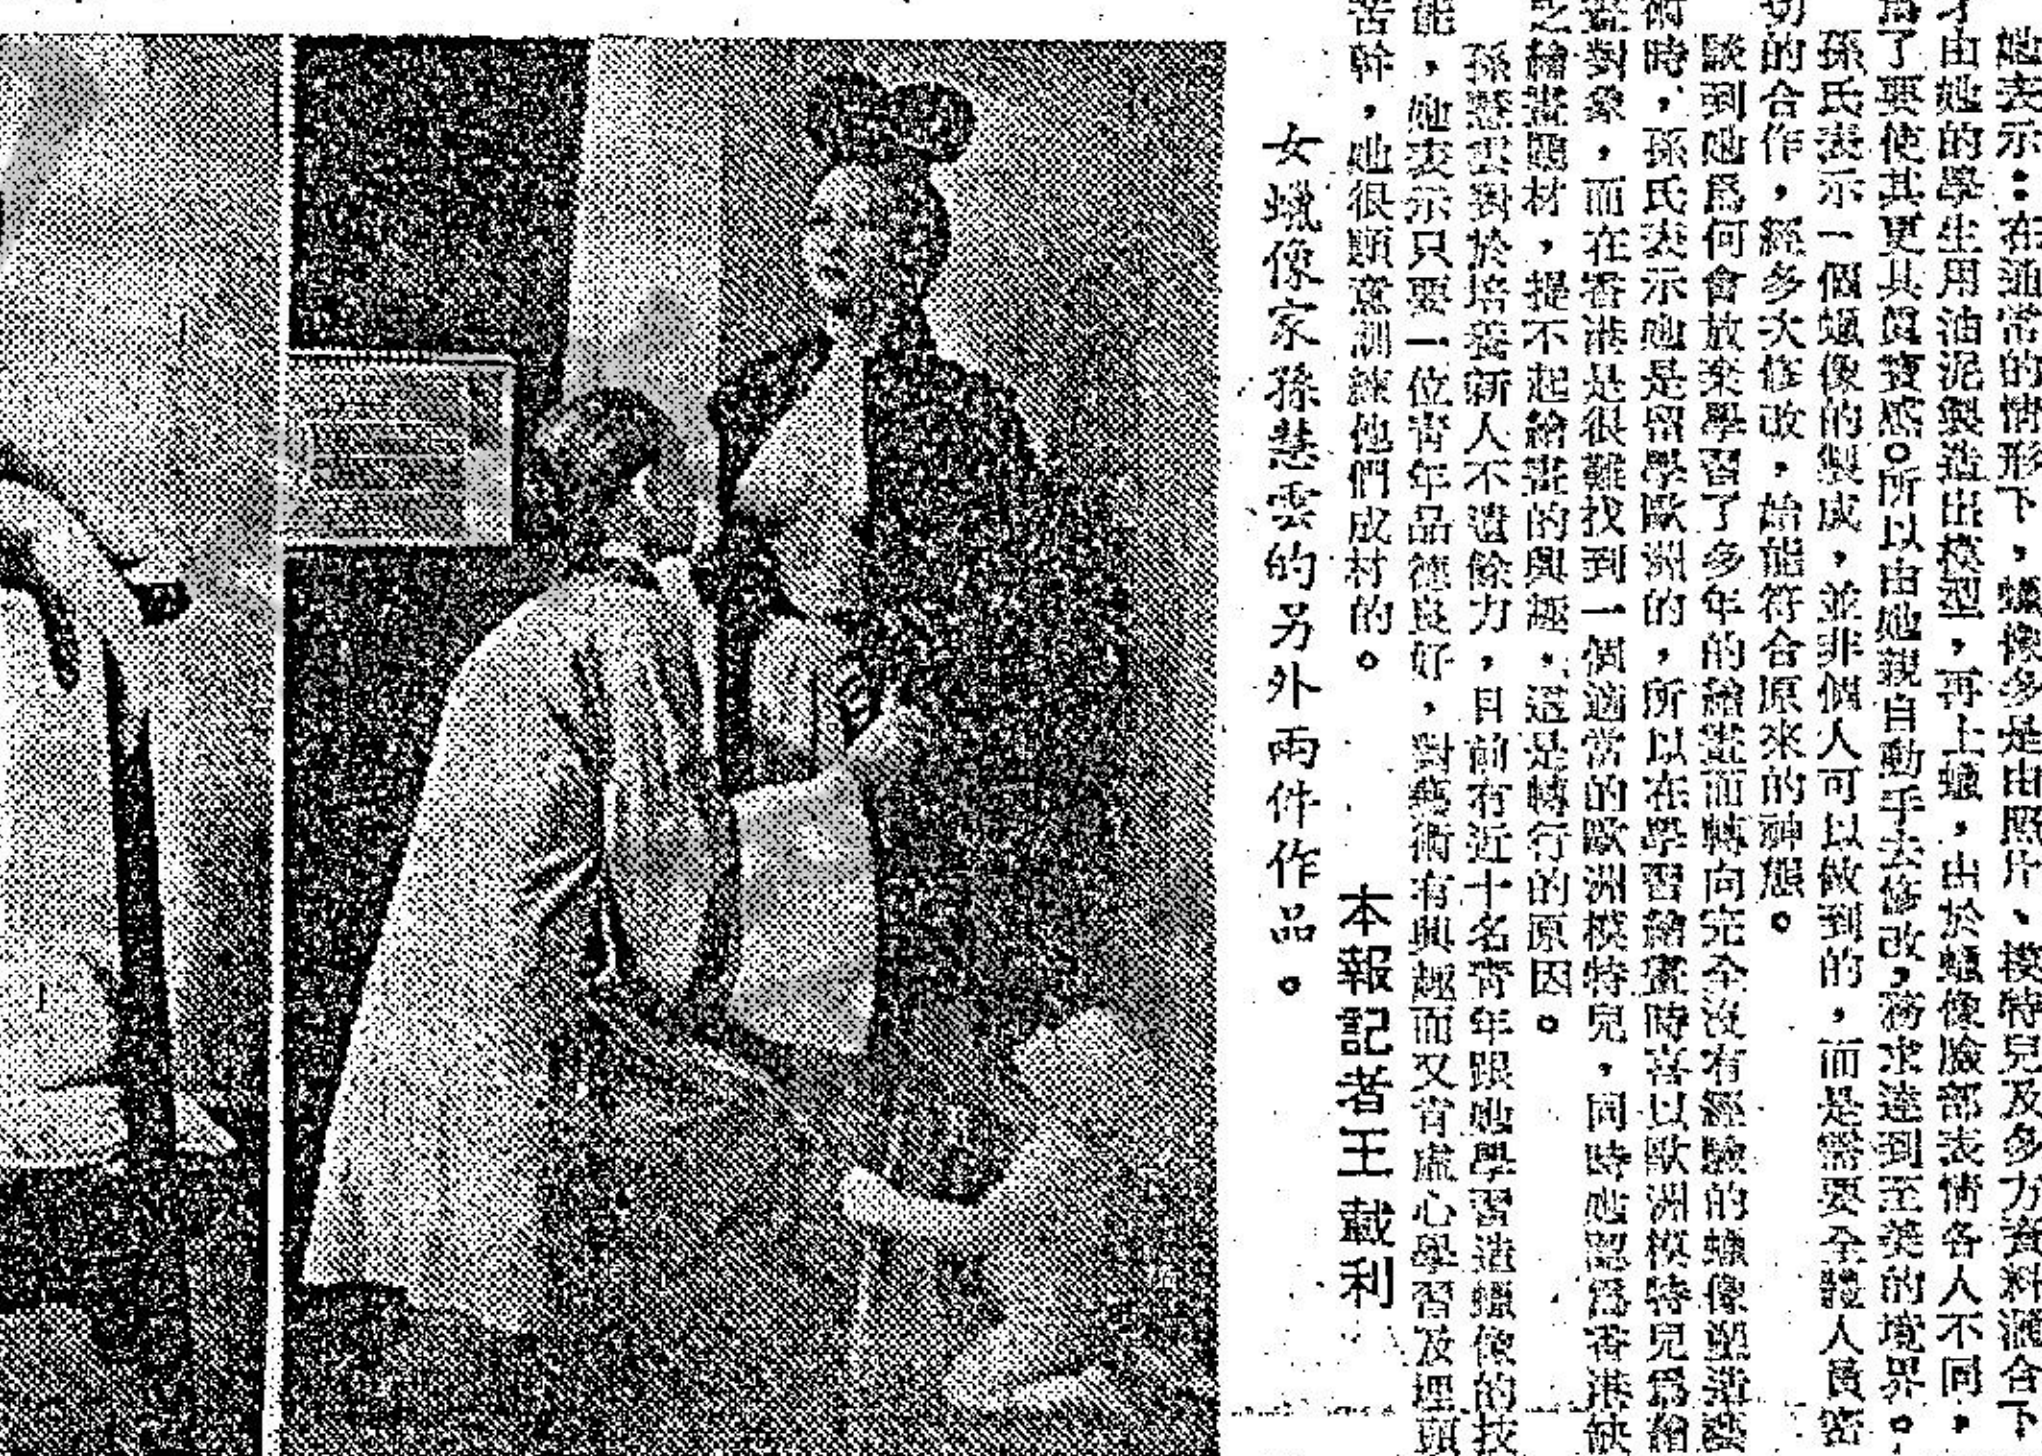 她表示：在通常的情形下，蠟像多是由照片、模特兒及多方資料滙合下
才由她的學生用油泥製造出模型，再上蠟，由於蠟像臉部表情各人不同，
爲了要使其更具眞實感。所以由她親自動手去修改，務求達到至美的境界。
孫氏表示一個蠟像的製成，並非個人可以做到的，而是需要全體人員密
切的合作，經多次修改，始能符合原來的神態。
談到她爲何會放棄學習了多年的繪畫而轉向完全沒有經驗的蠟像塑造藝
術時，孫氏表示她是留學歐洲的，所以在學習繪畫時喜以歐洲模特兒爲繪
畫對象，而在香港是很難找到一個適當的歐洲模特兒，同時她認爲香港缺
乏繪畫題材，提不起繪畫的興趣，這是轉行的原因。
孫慧雲對於培養新人不遺餘力，目前有近十名靑年跟她學習造蠟像的技
能，她表示只要一位靑年品德良好，對藝術有興趣而又肯虛心學習及埋頭
苦幹，她很願意訓練他們成材的。
本報記者王戴利
女蠟像家孫慧雲的另外兩件作品。